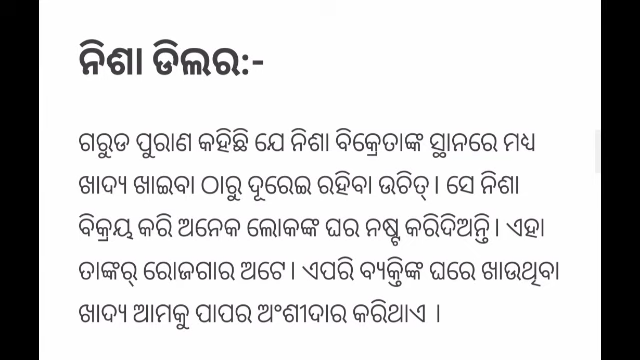 ନିଶା ଡିଲର:-
ଗରୁଡ ପୁରାଣ କହିଛି ଯେ ନିଶା ବିକ୍ରେତାଙ୍କ ସ୍ଥାନରେ ମଧ୍ୟ
ଖାଦ୍ୟ ଖାଇବା ଠାରୁ ଦୂରେଇ ରହିବା ଉଚିତ୍ । ସେ ନିଶା
ବିକ୍ରୟ କରି ଅନେକ ଲୋକଙ୍କ ଘର ନଷ୍ଟ କରିଦିଅନ୍ତି । ଏହା
ତାଙ୍କର୍ ରୋଜଗାର ଅଟେ । ଏପରି ବ୍ୟକ୍ତିଙ୍କ ଘରେ ଖାଉଥିବା
ଖାଦ୍ୟ ଆମକୁ ପାପର ଅଂଶୀଦାର କରିଥାଏ ।